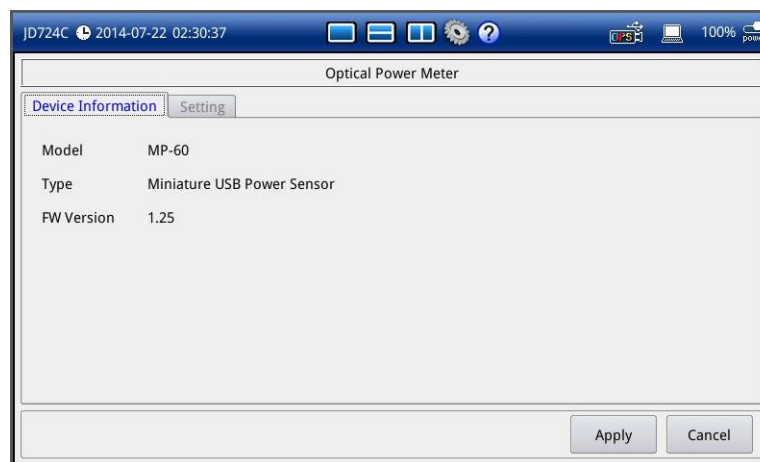 JD724C 2014-07-22 02:30:37 ? OPS 100%
Optical Power Meter
Device Information Setting
Model MP-60
Type Miniature USB Power Sensor
FW Version 1.25
Apply Cancel